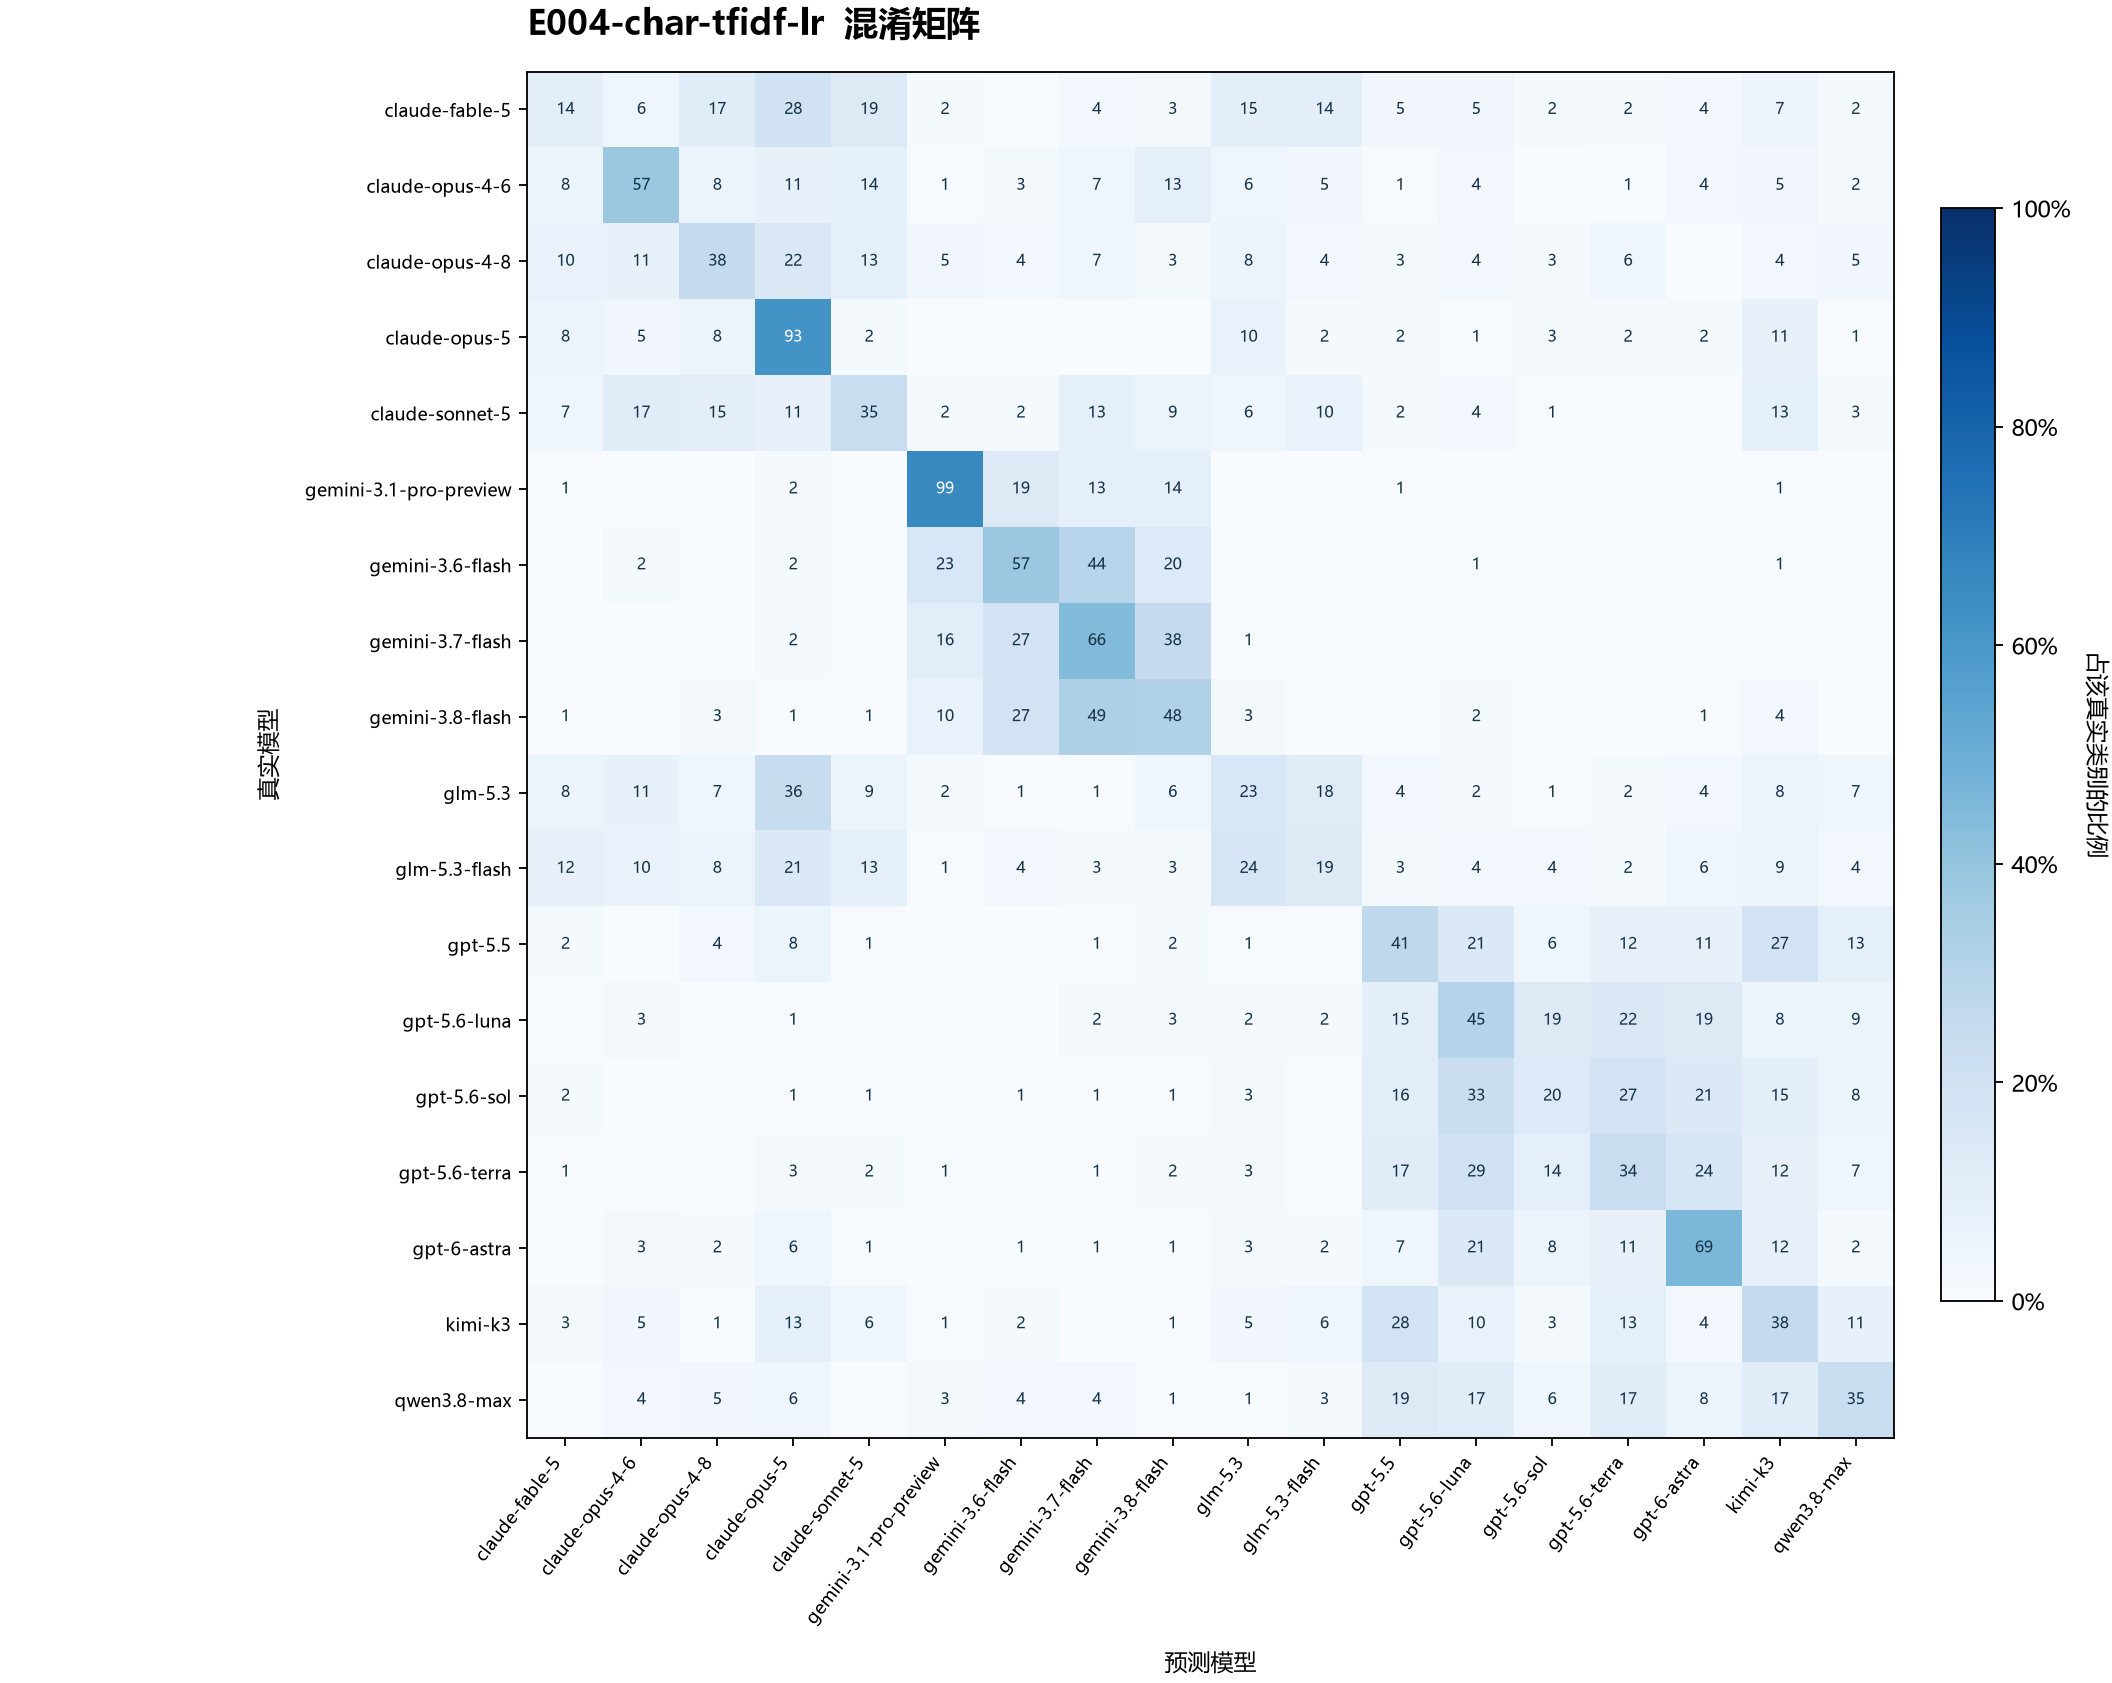 E004-char-tfidf-lr 混淆矩阵
claude-fable-5 14 6 17 28 19 2 4 3 15 14 5 5 2 2 4 7 2
claude-opus-4-6 8 57 8 11 14 1 3 7 13 6 5 1 4 1 4 5 2
claude-opus-4-8 10 11 38 22 13 5 4 7 3 8 4 3 4 3 6 4 5
claude-opus-5 8 5 8 93 2 10 2 2 1 3 2 2 11 1
claude-sonnet-5 7 17 15 11 35 2 2 13 9 6 10 2 4 1 13 3
gemini-3.1-pro-preview 1 2 99 19 13 14 1 1
gemini-3.6-flash 2 2 23 57 44 20 1 1
gemini-3.7-flash 2 16 27 66 38 1
gemini-3.8-flash 1 3 1 1 10 27 49 48 3 2 1 4
glm-5.3 8 11 7 36 9 2 1 1 6 23 18 4 2 1 2 4 8 7
glm-5.3-flash 12 10 8 21 13 1 4 3 3 24 19 3 4 4 2 6 9 4
gpt-5.5 2 4 8 1 1 2 1 41 21 6 12 11 27 13
gpt-5.6-luna 3 1 2 3 2 2 15 45 19 22 19 8 9
gpt-5.6-sol 2 1 1 1 1 1 3 16 33 20 27 21 15 8
gpt-5.6-terra 1 3 2 1 1 2 3 17 29 14 34 24 12 7
gpt-6-astra 3 2 6 1 1 1 1 3 2 7 21 8 11 69 12 2
kimi-k3 3 5 1 13 6 1 2 1 5 6 28 10 3 13 4 38 11
qwen3.8-max 4 5 6 3 4 4 1 1 3 19 17 6 17 8 17 35
真实模型
claude-fable-5
claude-opus-4-6
claude-opus-4-8
claude-opus-5
claude-sonnet-5
gemini-3.1-pro-preview
gemini-3.6-flash
gemini-3.7-flash
gemini-3.8-flash
glm-5.3
glm-5.3-flash
gpt-5.5
gpt-5.6-luna
gpt-5.6-sol
gpt-5.6-terra
gpt-6-astra
kimi-k3
qwen3.8-max
预测模型
100%
80%
60%
40%
20%
0%
占该真实类别的比例